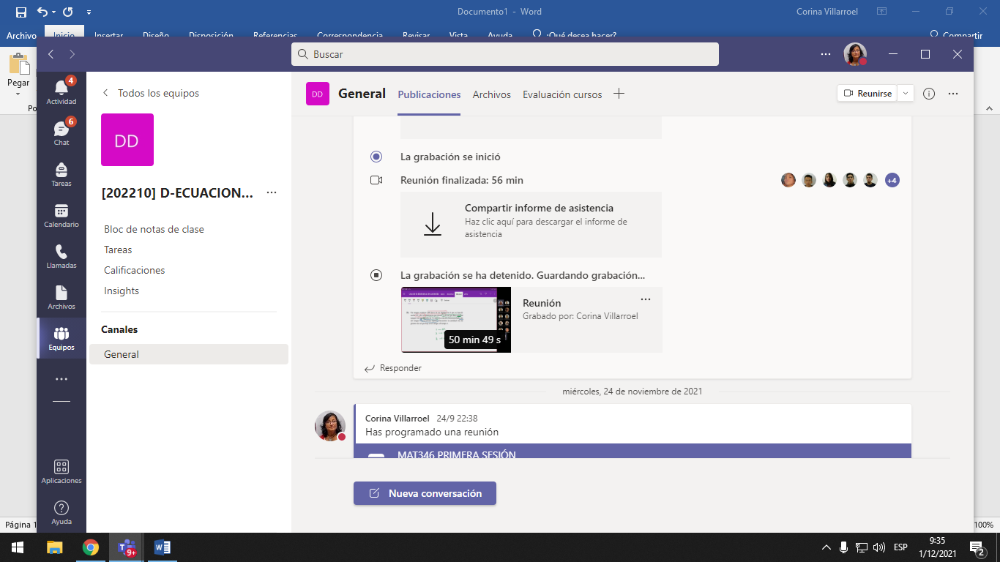 Documento1 - Word
Corina Villarroel
Archivo Inicio Insertar Diseño Disposición Referencias Correspondencia Revisar Vista Ayuda ¿Qué desea hacer? Compartir
Pegar
Po
Buscar
4
Actividad
6
Chat
Tareas
Calendario
Llamadas
Archivos
Equipos
Aplicaciones
Ayuda
Todos los equipos
DD
[202210] D-ECUACION... ...
Bloc de notas de clase
Tareas
Calificaciones
Insights
Canales
General
DD General Publicaciones Archivos Evaluación cursos
Reunirse
La grabación se inició
Reunión finalizada: 56 min
+4
Compartir informe de asistencia
Haz clic aquí para descargar el informe de
asistencia
La grabación se ha detenido. Guardando grabación...
50 min 49 s
Reunión
Grabado por: Corina Villarroel
Responder
miércoles, 24 de noviembre de 2021
Corina Villarroel 24/9 22:38
Has programado una reunión
MAT346 PRIMERA SESIÓN
Nueva conversación
Página 1
100%
9+
ESP
9:35
1/12/2021
2